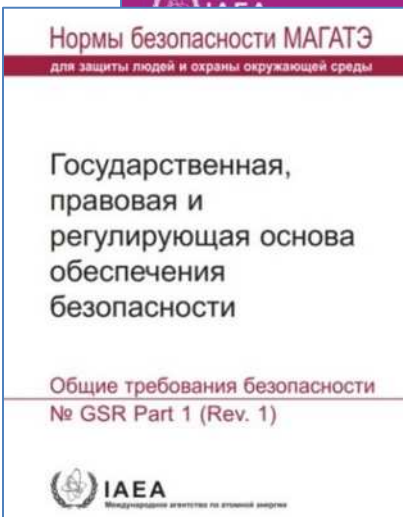 IAEA
Нормы безопасности МАГАТЭ
для защиты людей и охраны окружающей среды
Государственная,
правовая и
регулирующая основа
обеспечения
безопасности
Общие требования безопасности
№ GSR Part 1 (Rev. 1)
IAEA
Международное агентство по атомной энергии